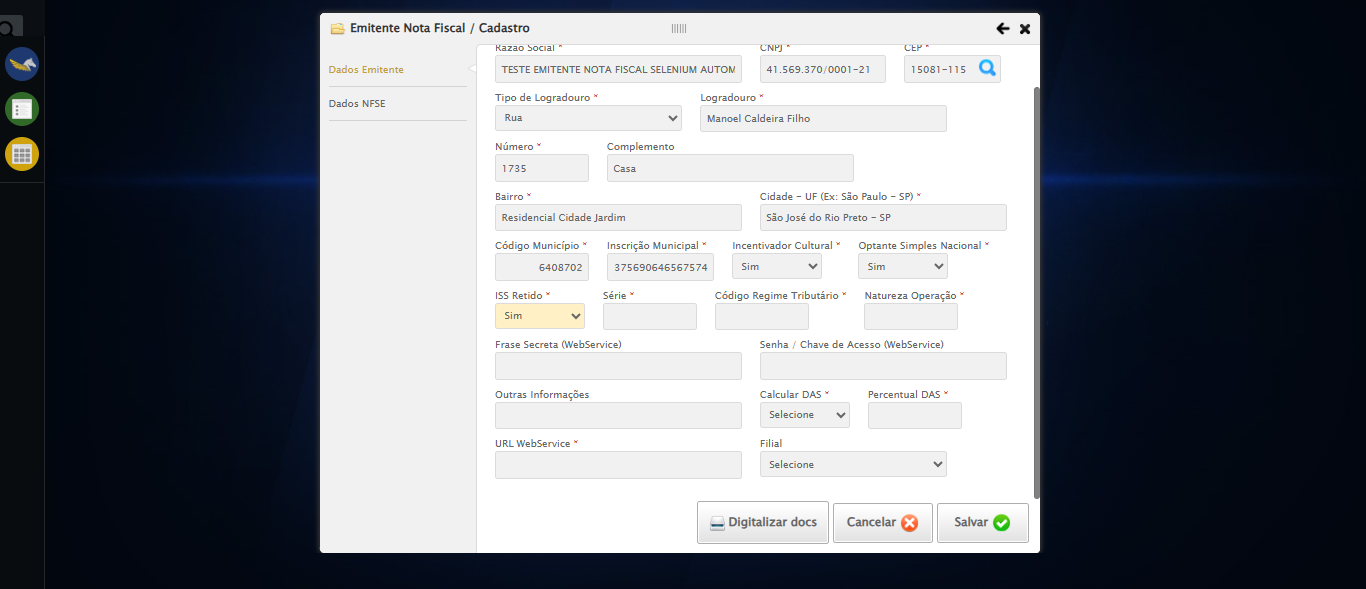 Emitente Nota Fiscal / Cadastro
Dados Emitente
Dados NFSE
Razão Social * CNPJ * CEP *
TESTE EMITENTE NOTA FISCAL SELENIUM AUTOM 41.569.370/0001-21 15081-115
Tipo de Logradouro * Logradouro *
Rua Manoel Caldeira Filho
Número * Complemento
1735 Casa
Bairro * Cidade - UF (Ex: São Paulo - SP) *
Residencial Cidade Jardim São José do Rio Preto - SP
Código Município * Inscrição Municipal * Incentivador Cultural * Optante Simples Nacional *
6408702 375690646567574 Sim Sim
ISS Retido * Série * Código Regime Tributário * Natureza Operação *
Sim
Frase Secreta (WebService) Senha / Chave de Acesso (WebService)
Outras Informações Calcular DAS * Percentual DAS *
Selecione
URL WebService * Filial
Selecione
Digitalizar docs Cancelar Salvar